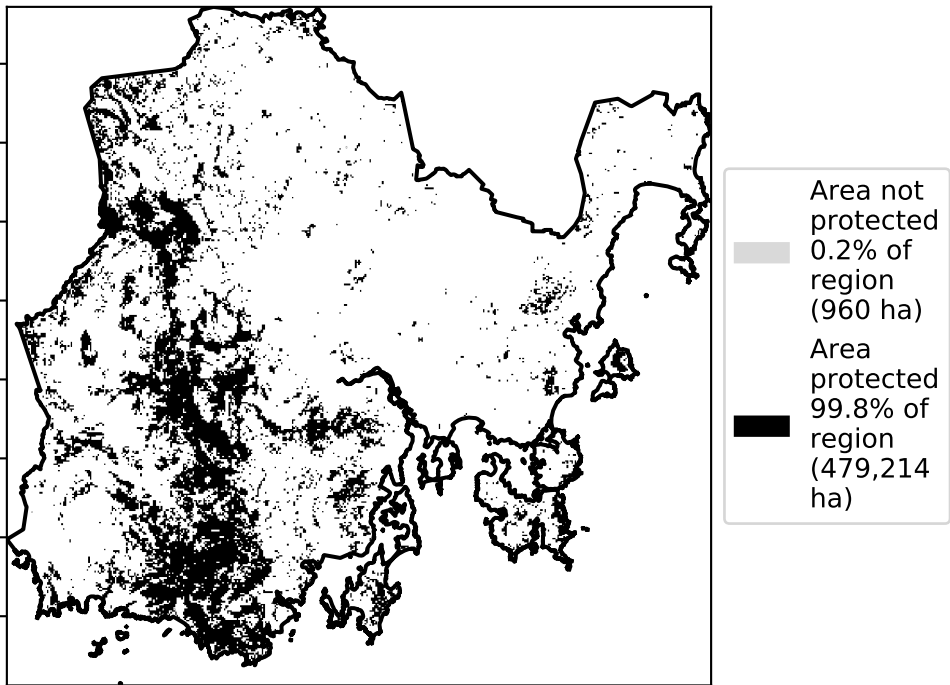 Area not
protected
0.2% of
region
(960 ha)
Area
protected
99.8% of
region
(479,214
ha)